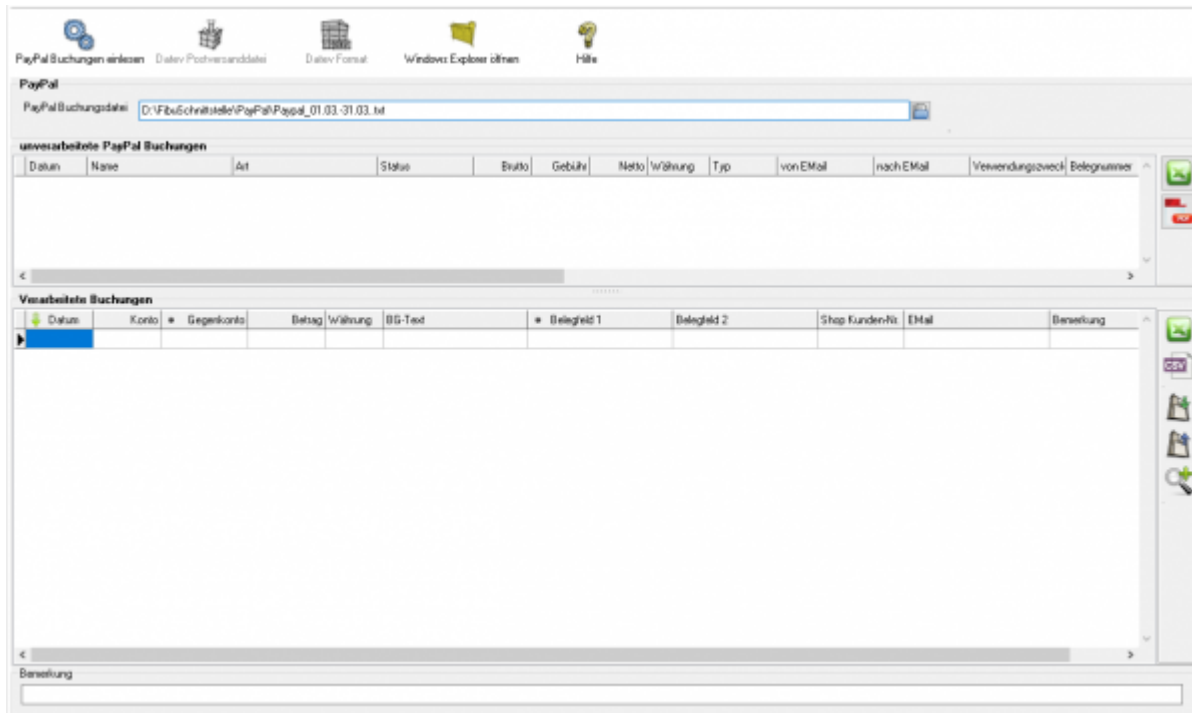 PayPal Buchungen einlesen Datev Postversanddatei Datev Format Windows Explorer öffnen Hilfe
PayPal
PayPal Buchungsdatei D:\FibuSchnittstelle\PayPal\Paypal_01.03.-31.03..txt
unverarbeitete PayPal Buchungen
Datum Name Art Status Brutto Gebühr Netto Währung Typ von EMail nach EMail Verwendungszweck Belegnummer
PDF
Verarbeitete Buchungen
Datum Konto Gegenkonto Betrag Währung BG-Text Belegfeld 1 Belegfeld 2 Shop Kunden-Nr. EMail Bemerkung
CSV
Bemerkung